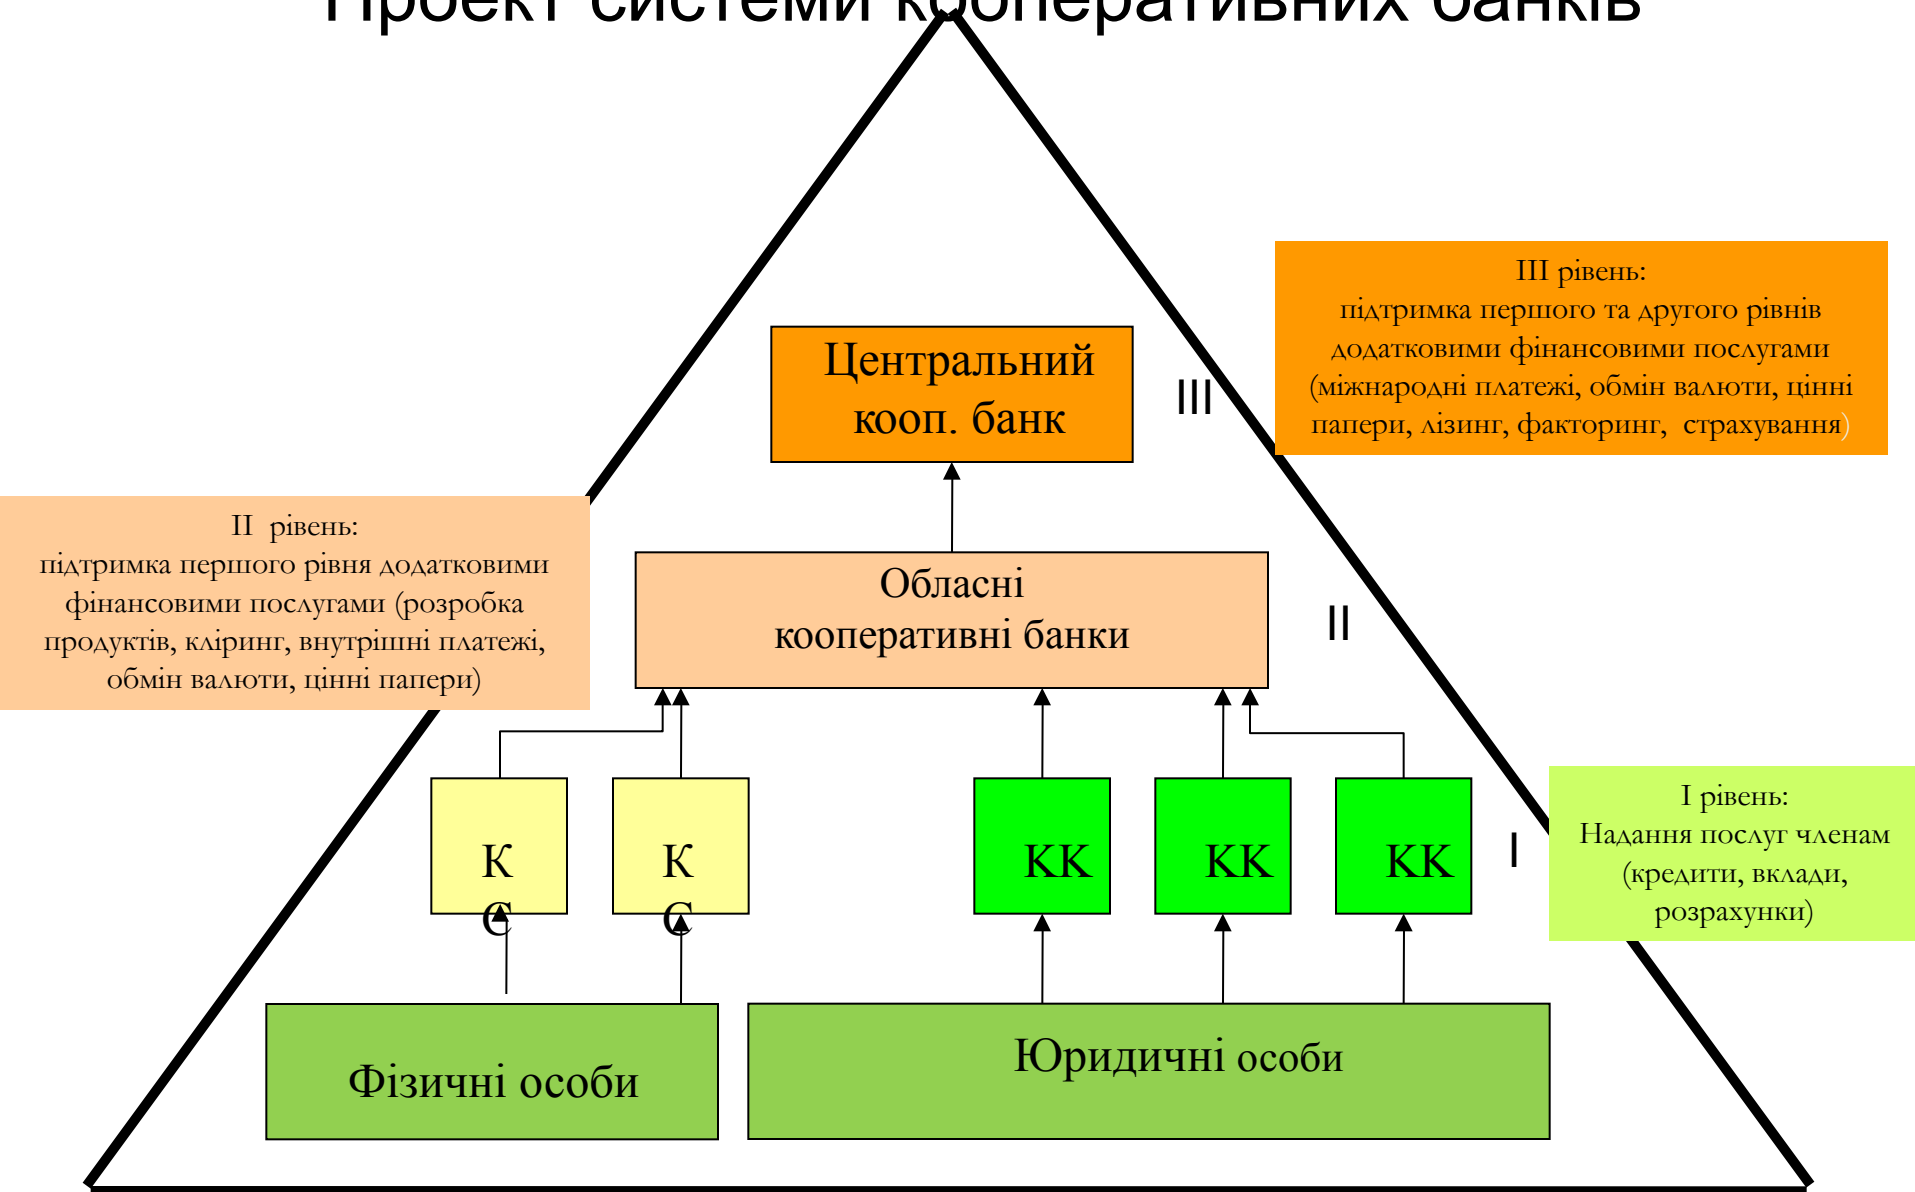 Проект системи кооперативних банків
III рівень:
підтримка першого та другого рівнів
додатковими фінансовими послугами
(міжнародні платежі, обмін валюти, цінні
папери, лізинг, факторинг, страхування)
Центральний
кооп. банк
III
II рівень:
підтримка першого рівня додатковими
фінансовими послугами (розробка
продуктів, кліринг, внутрішні платежі,
обмін валюти, цінні папери)
Обласні
кооперативні банки
II
К
С
К
С
КК
КК
КК
I
I рівень:
Надання послуг членам
(кредити, вклади,
розрахунки)
Фізичні особи
Юридичні особи